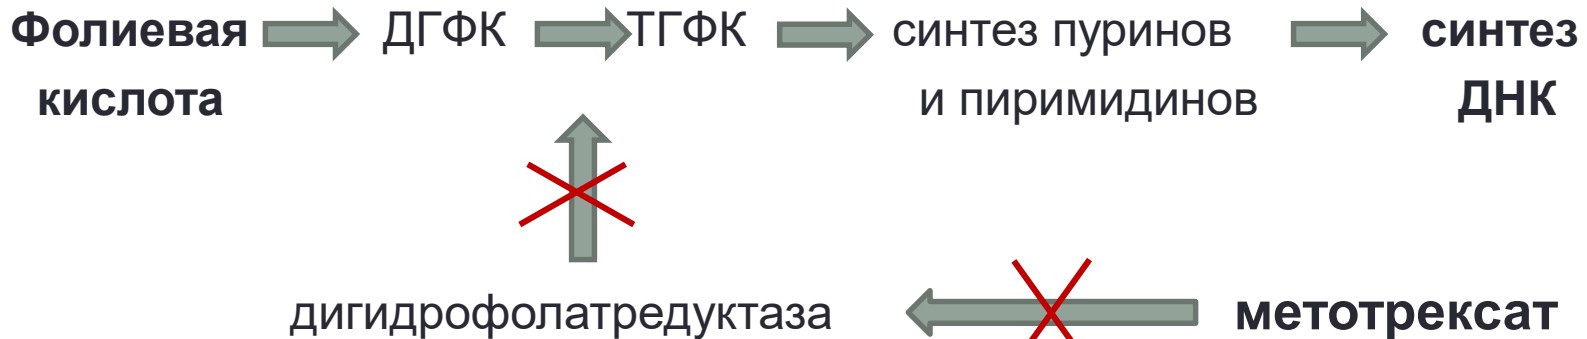 Фолиевая ДГФК ТГФК синтез пуринов синтез
кислота и пиримидинов ДНК
дигидрофолатредуктаза метотрексат